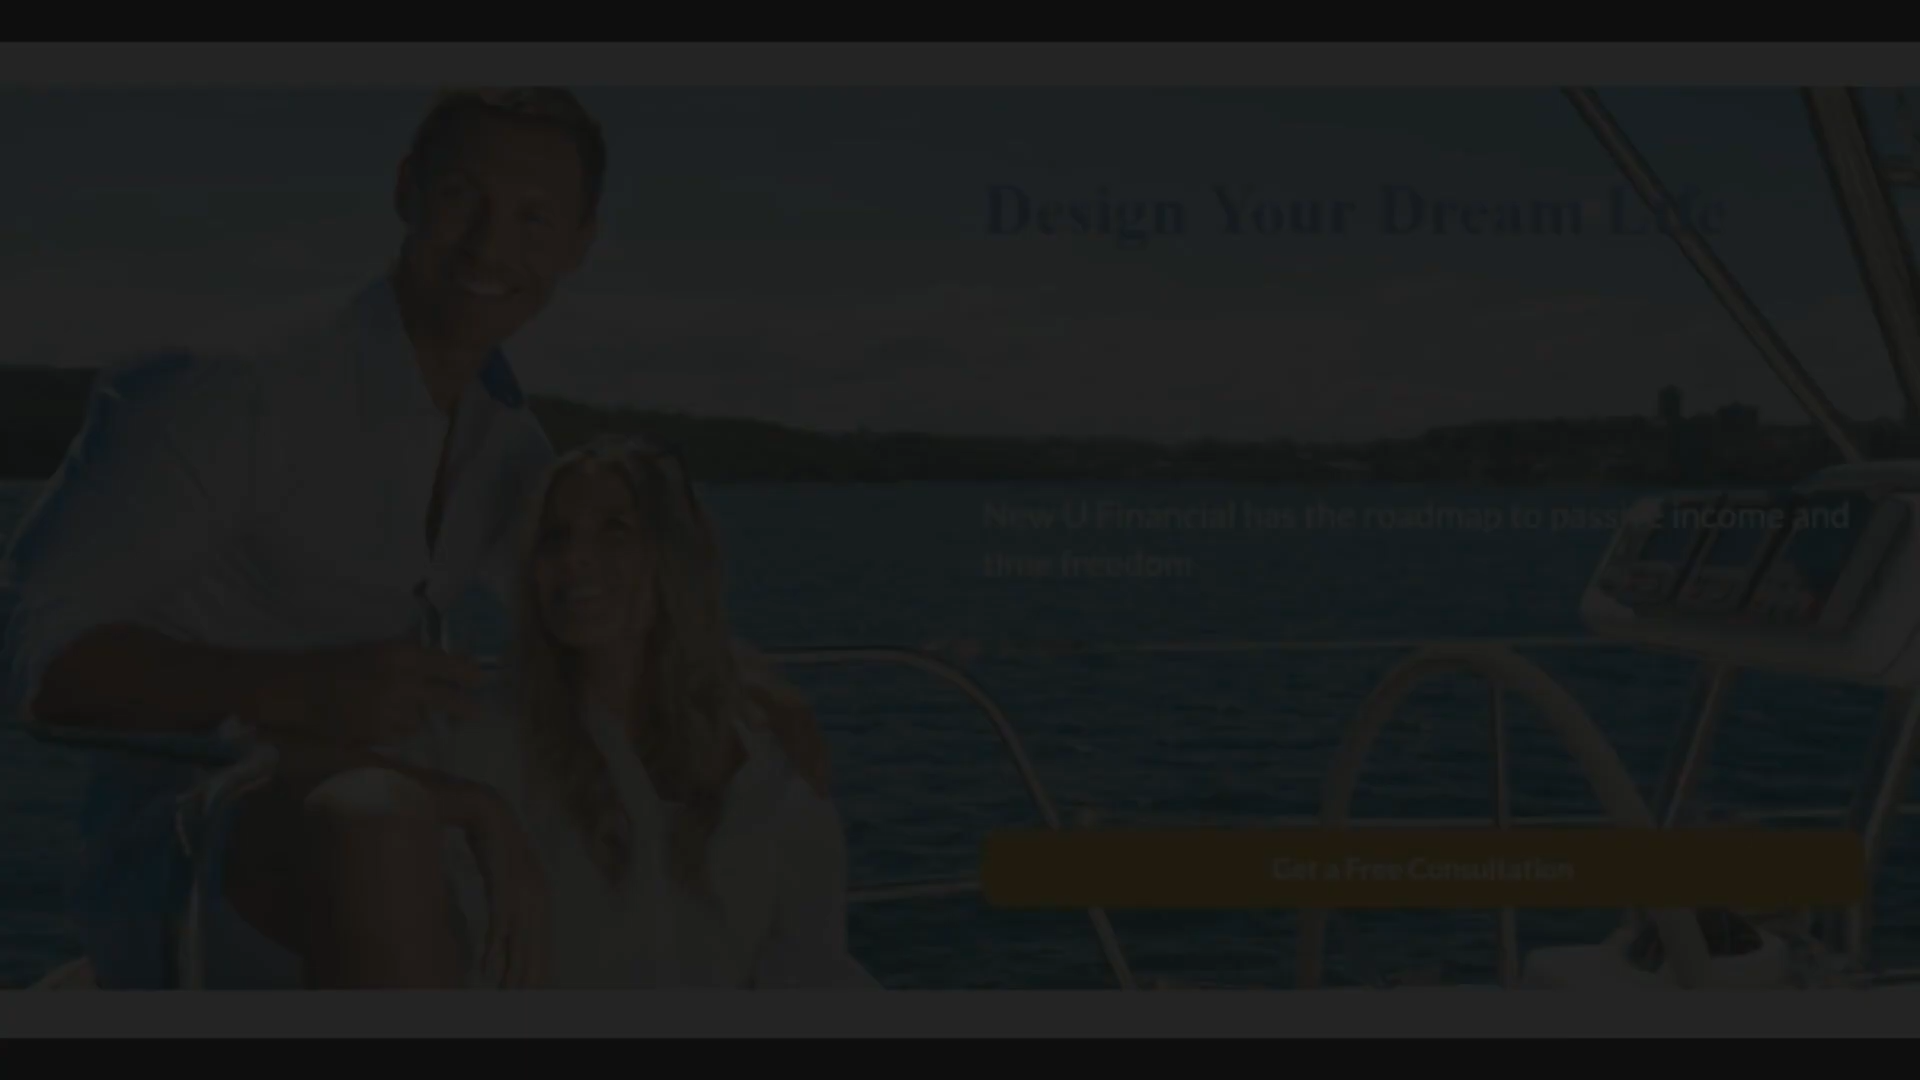 Design Your Dream Life
New U Financial has the roadmap to passive income and
time freedom
Get a Free Consultation